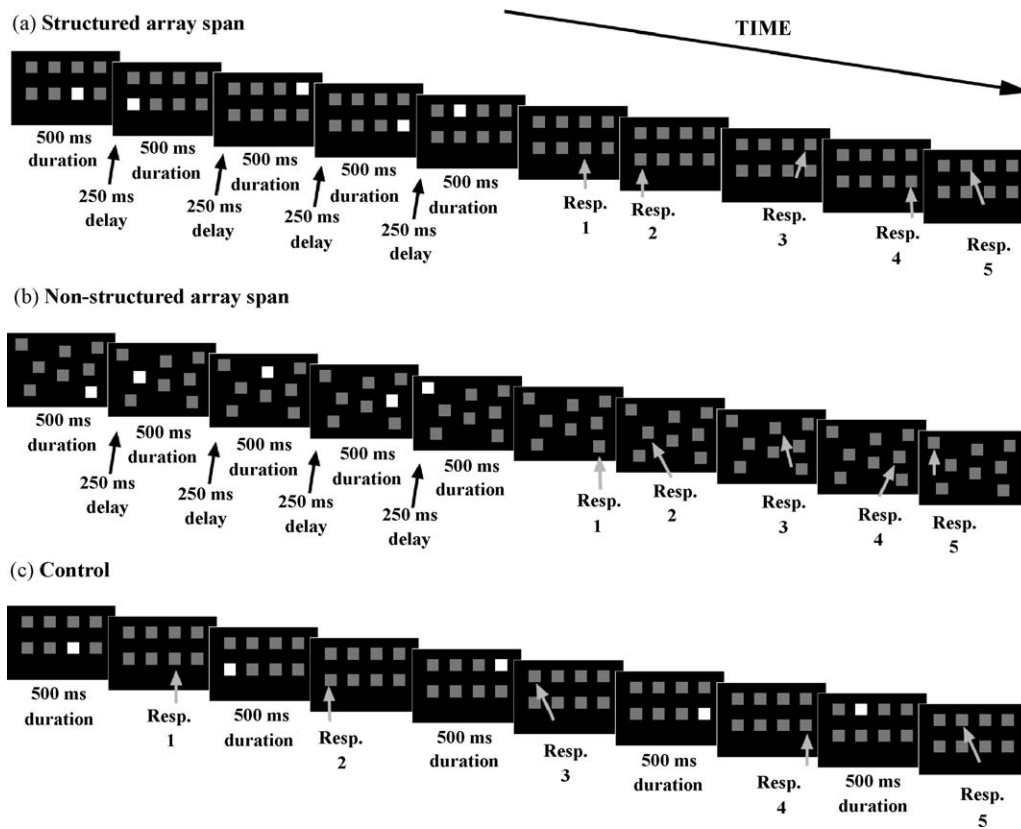 (a) Structured array span
TIME
500 ms
duration
250 ms
delay
500 ms
duration
250 ms
delay
500 ms
duration
250 ms
delay
500 ms
duration
250 ms
delay
500 ms
duration
Resp.
1
Resp.
2
Resp.
3
Resp.
4
Resp.
5
(b) Non-structured array span
500 ms
duration
250 ms
delay
500 ms
duration
250 ms
delay
500 ms
duration
250 ms
delay
500 ms
duration
250 ms
delay
500 ms
duration
Resp.
1
Resp.
2
Resp.
3
Resp.
4
Resp.
5
(c) Control
500 ms
duration
Resp.
1
500 ms
duration
Resp.
2
500 ms
duration
Resp.
3
500 ms
duration
Resp.
4
500 ms
duration
Resp.
5